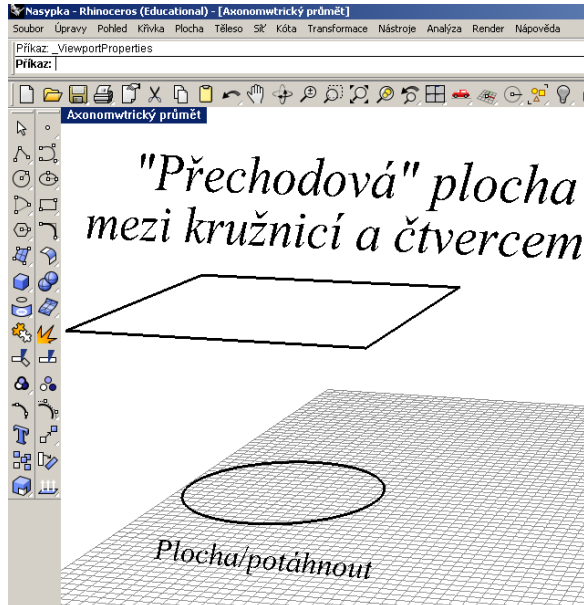 Nasypka - Rhinoceros (Educational) - [Axonomwtrický průmět]
Soubor Úpravy Pohled Křivka Plocha Těleso Síť Kóta Transformace Nástroje Analýza Render Nápověda
Příkaz: _ViewportProperties
Příkaz:
Axonomwtrický průmět
"Přechodová" plocha
mezi kružnicí a čtvercem
Plocha/potáhnout